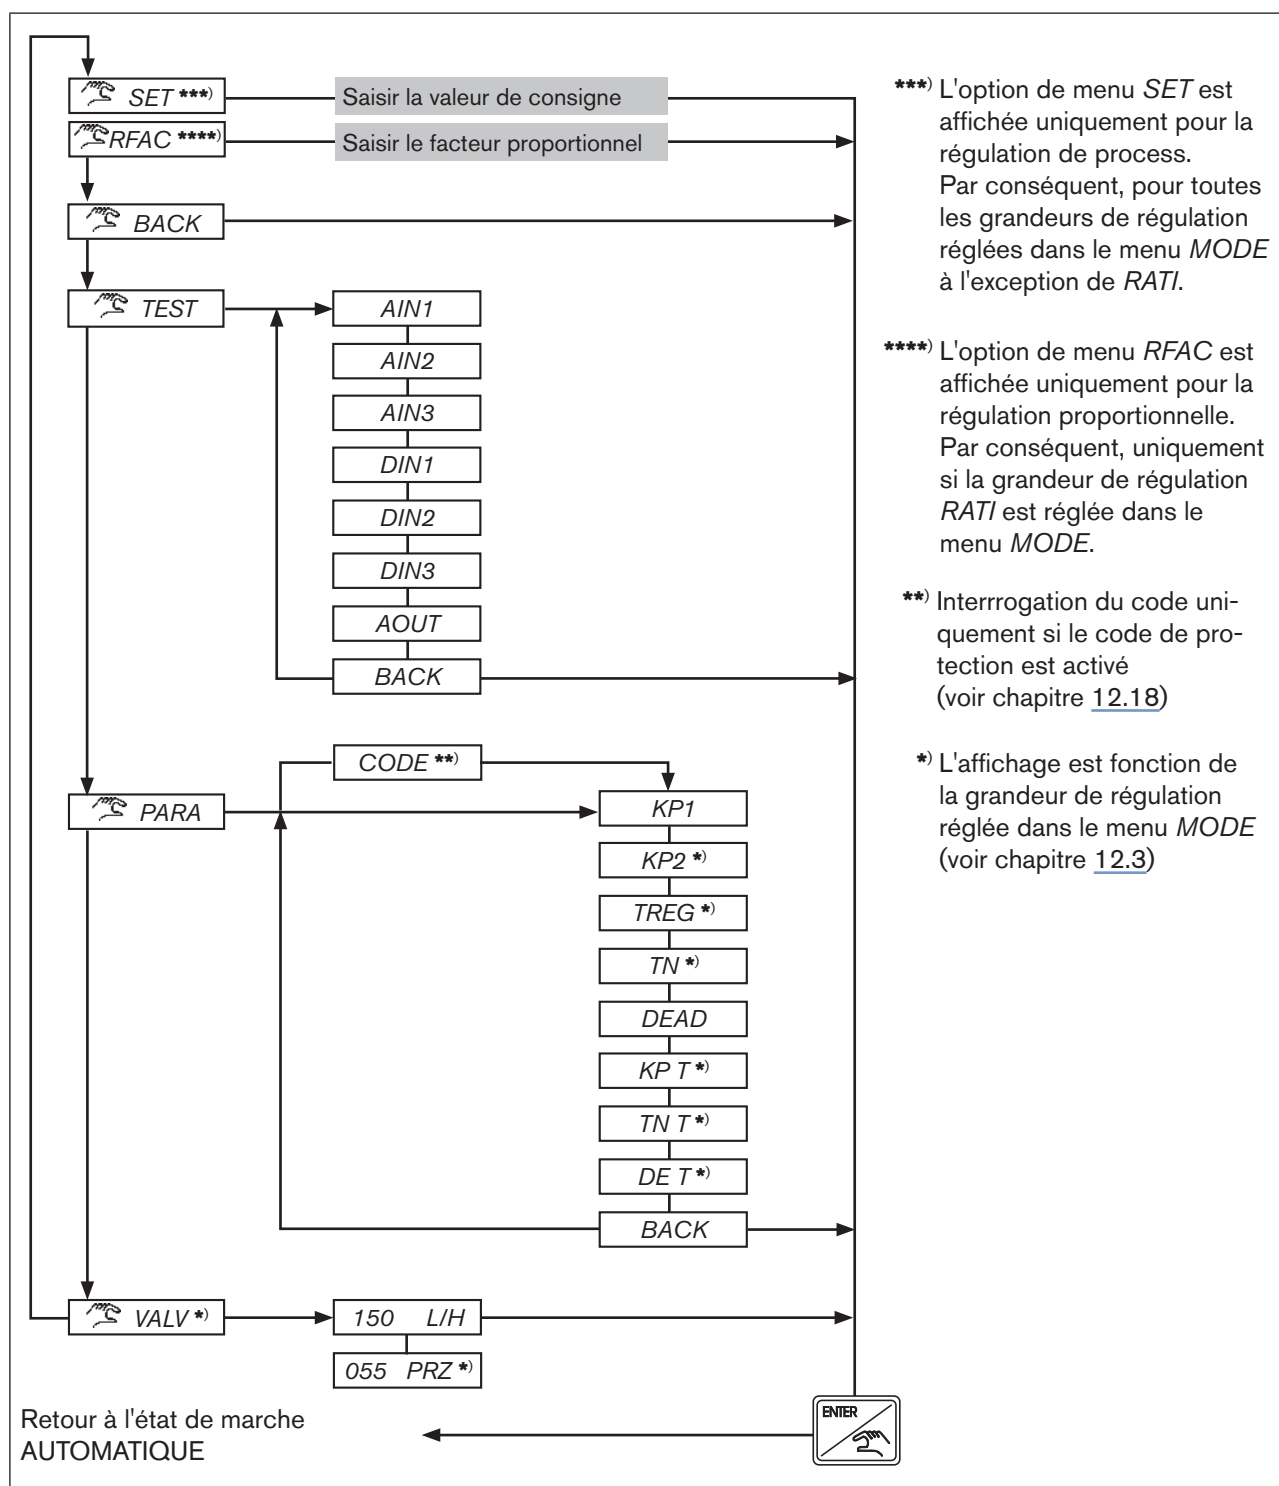 SET ***)
Saisir la valeur de consigne
RFAC ****)
Saisir le facteur proportionnel
BACK
TEST
AIN1
AIN2
AIN3
DIN1
DIN2
DIN3
AOUT
BACK
CODE **)
PARA
KP1
KP2 *)
TREG *)
TN *)
DEAD
KP T *)
TN T *)
DE T *)
BACK
VALV *)
150 L/H
055 PRZ *)
ENTER
Retour à l'état de marche
AUTOMATIQUE
***) L'option de menu SET est
affichée uniquement pour la
régulation de process.
Par conséquent, pour toutes
les grandeurs de régulation
réglées dans le menu MODE
à l'exception de RATI.
****) L'option de menu RFAC est
affichée uniquement pour la
régulation proportionnelle.
Par conséquent, uniquement
si la grandeur de régulation
RATI est réglée dans le
menu MODE.
**) Interrrogation du code uni-
quement si le code de pro-
tection est activé
(voir chapitre 12.18)
*) L'affichage est fonction de
la grandeur de régulation
réglée dans le menu MODE
(voir chapitre 12.3)